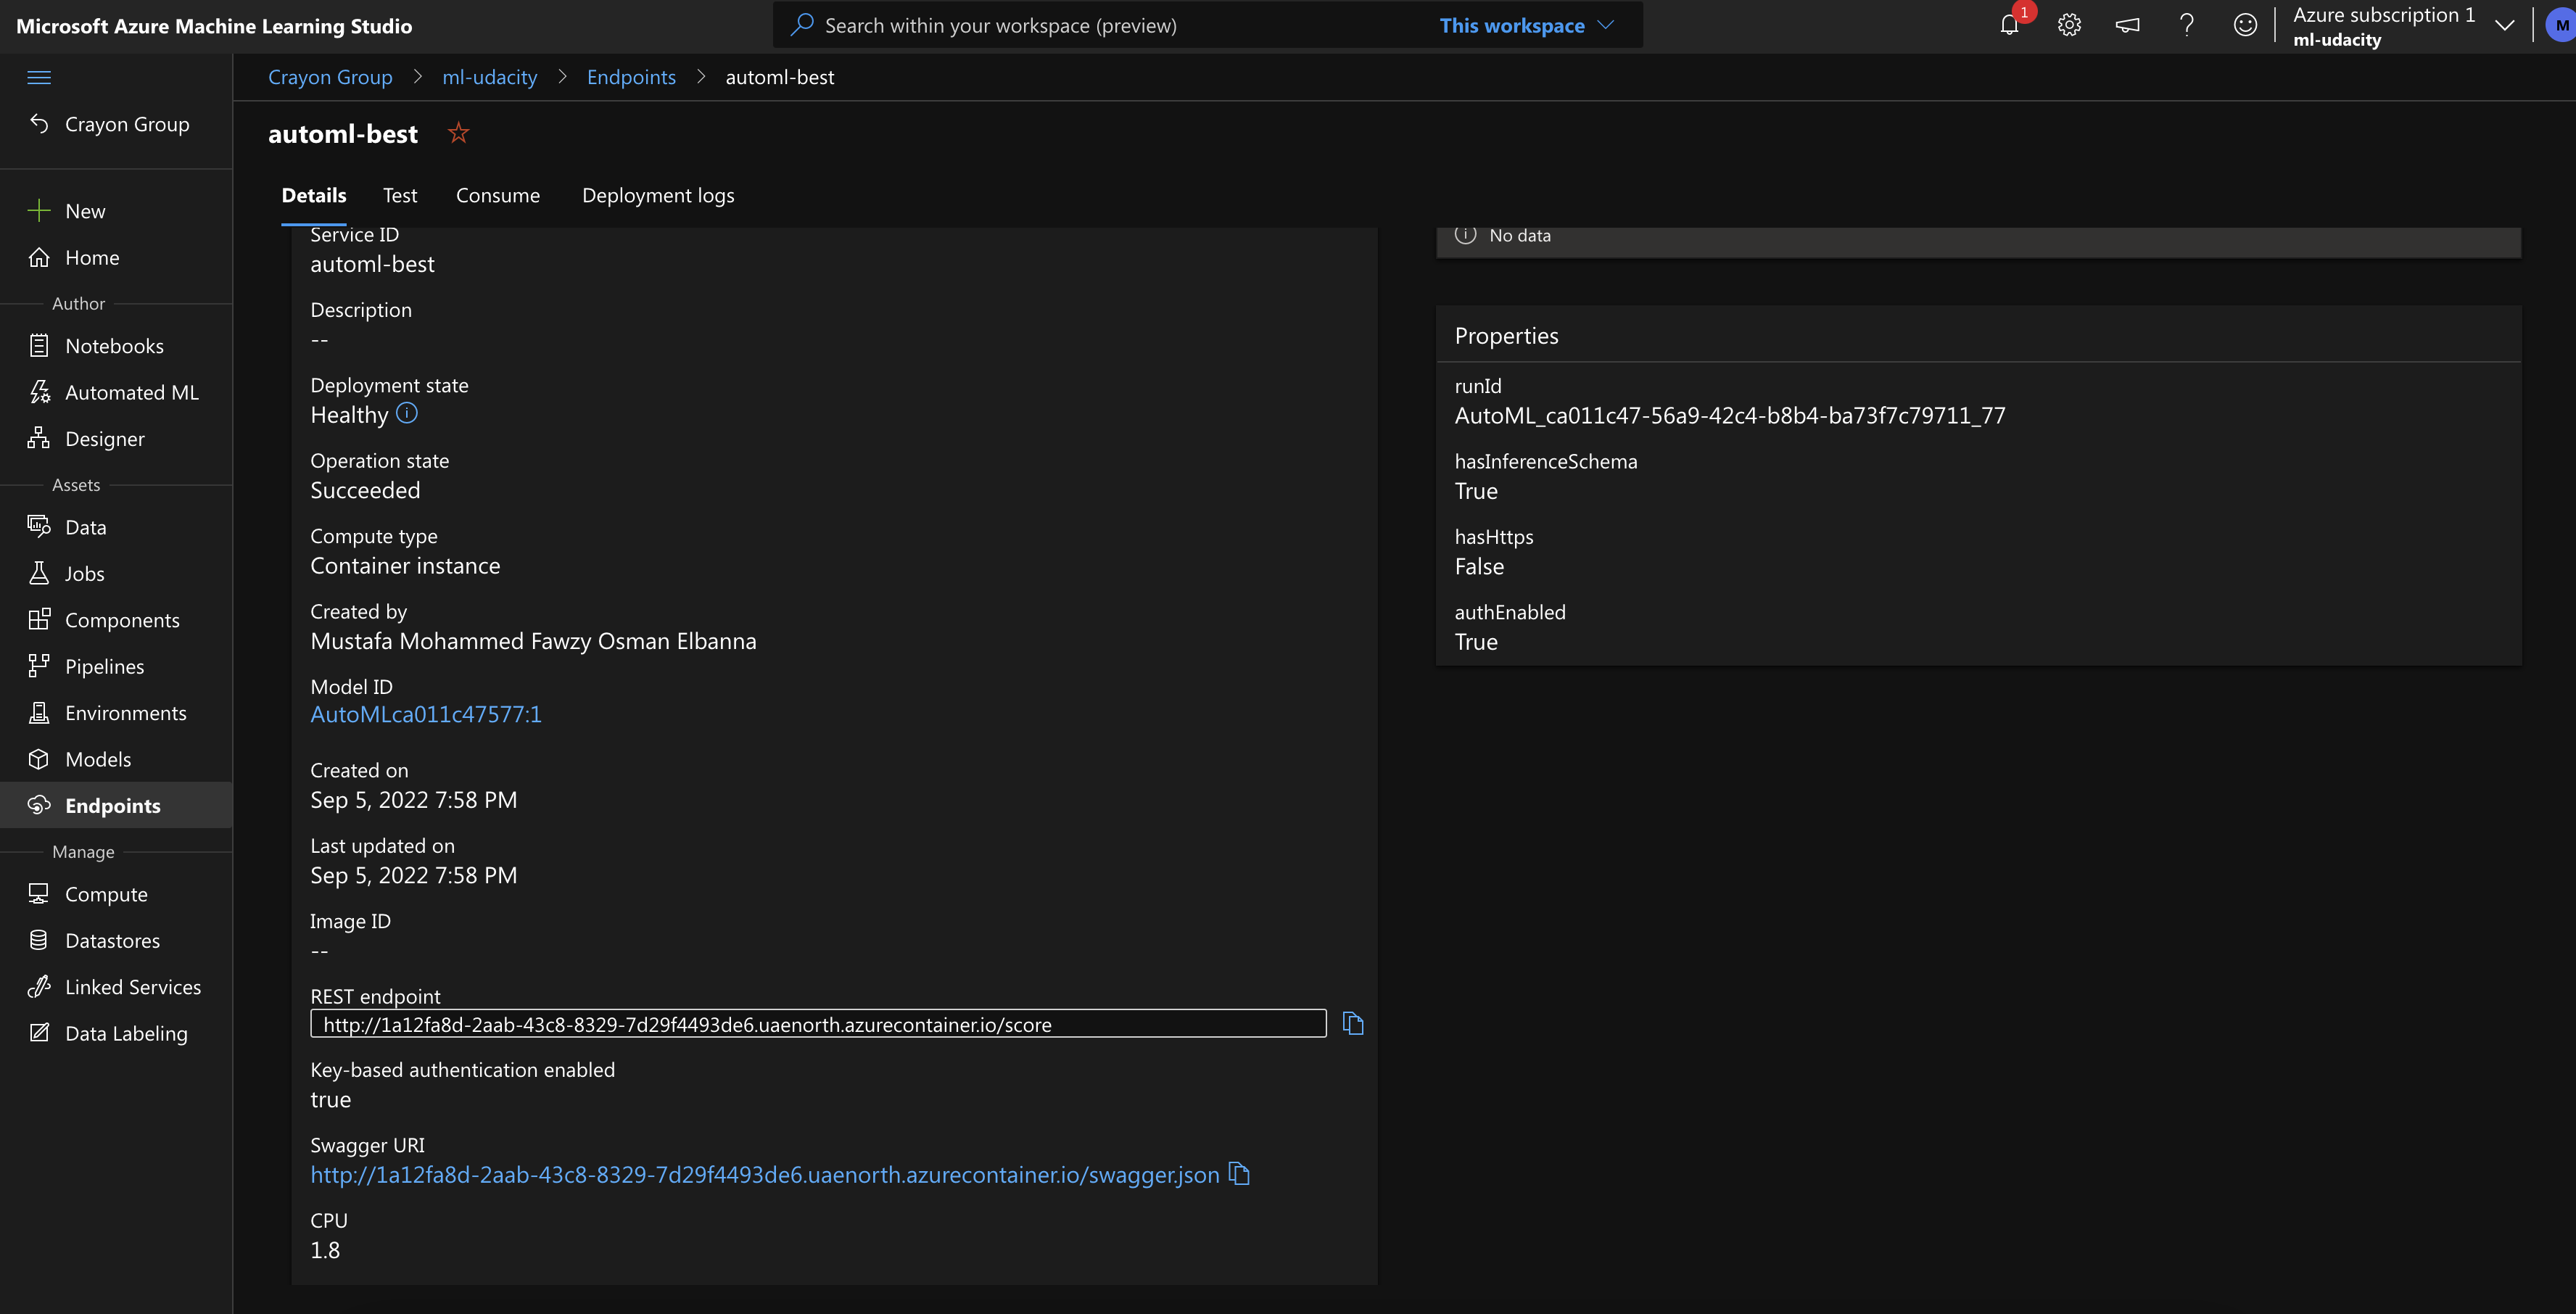 Microsoft Azure Machine Learning Studio
Search within your workspace (preview)
This workspace
1
Azure subscription 1
ml-udacity
M
Crayon Group
New
Home
Author
Notebooks
Automated ML
Designer
Assets
Data
Jobs
Components
Pipelines
Environments
Models
Endpoints
Manage
Compute
Datastores
Linked Services
Data Labeling
Crayon Group > ml-udacity > Endpoints > automl-best
automl-best
Details Test Consume Deployment logs
Service ID
automl-best
Description
--
Deployment state
Healthy
Operation state
Succeeded
Compute type
Container instance
Created by
Mustafa Mohammed Fawzy Osman Elbanna
Model ID
AutoMLca011c47577:1
Created on
Sep 5, 2022 7:58 PM
Last updated on
Sep 5, 2022 7:58 PM
Image ID
--
REST endpoint
http://1a12fa8d-2aab-43c8-8329-7d29f4493de6.uaenorth.azurecontainer.io/score
Key-based authentication enabled
true
Swagger URI
http://1a12fa8d-2aab-43c8-8329-7d29f4493de6.uaenorth.azurecontainer.io/swagger.json
CPU
1.8
No data
Properties
runId
AutoML_ca011c47-56a9-42c4-b8b4-ba73f7c79711_77
hasInferenceSchema
True
hasHttps
False
authEnabled
True